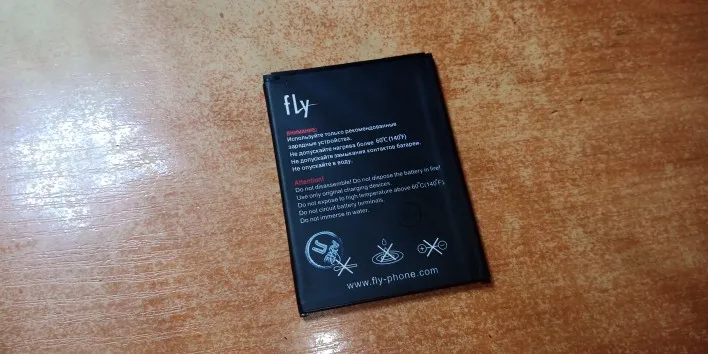 fly
Внимание:
Используйте только рекомендованные
зарядные устройства.
Не допускайте нагрева более 60°C (140°F)
Не допускайте замыкания контактов батареи.
Не опускайте в воду.
Attention!
Do not disassemble! Do not dispose the battery in fire!
Use only original charging devices.
Do not expose to high temperature above 60°C(140°F).
Do not circuit battery terminals.
Do not immerse in water.
www.fly-phone.com